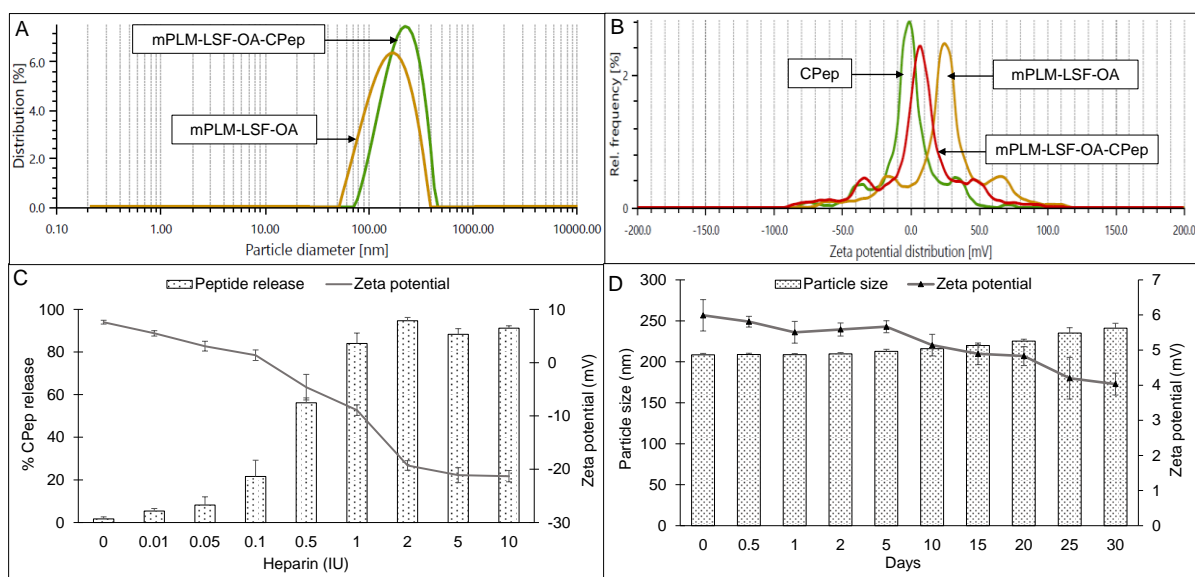 A
mPLM-LSF-OA-CPep
mPLM-LSF-OA
Distribution [%]
6.0
4.0
2.0
0.0
0.10 1.00 10.00 100.00 1000.00 10000.00
Particle diameter [nm]
B
CPep
mPLM-LSF-OA
mPLM-LSF-OA-CPep
Rel. frequency [%]
2
0
-200.0 -150.0 -100.0 -50.0 0.0 50.0 100.0 150.0 200.0
Zeta potential distribution [mV]
C
Peptide release Zeta potential
% CPep release
100
80
60
40
20
0
10
0
-10
-20
-30
Zeta potential (mV)
0 0.01 0.05 0.1 0.5 1 2 5 10
Heparin (IU)
D
Particle size Zeta potential
Particle size (nm)
300
250
200
150
100
50
0
7
6
5
4
3
2
1
0
Zeta potential (mV)
0 0.5 1 2 5 10 15 20 25 30
Days